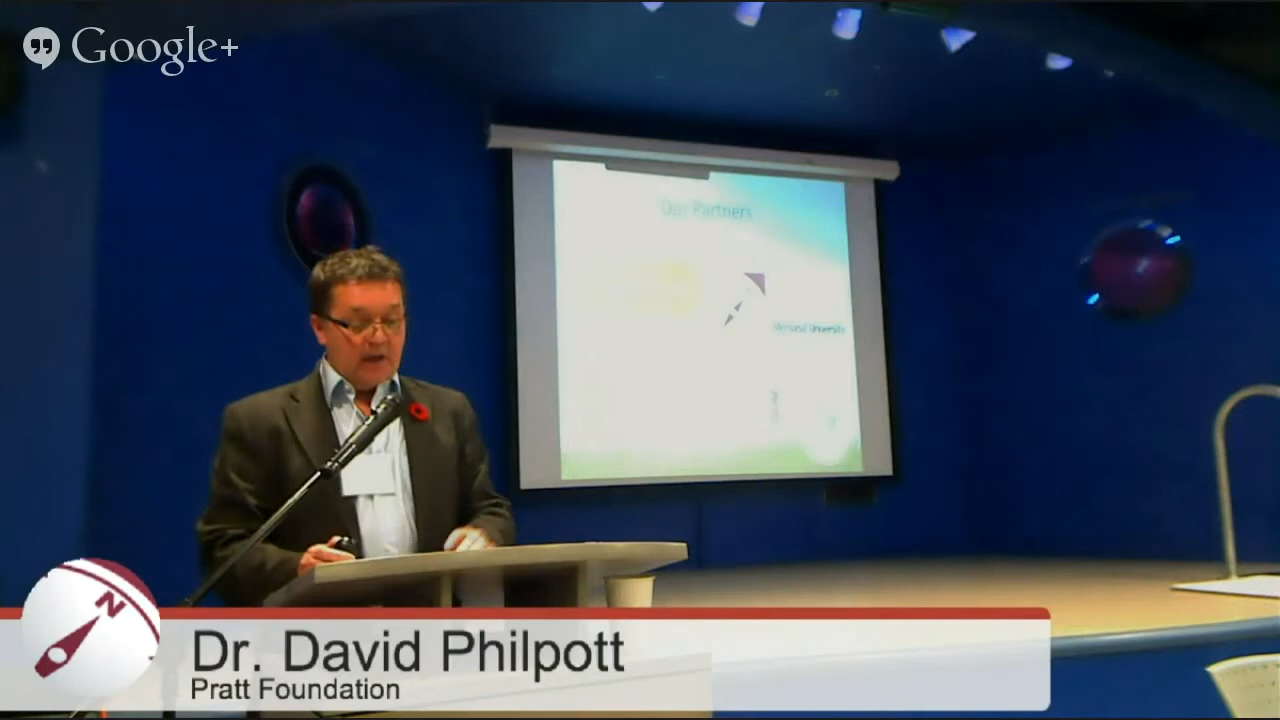 Google+
Our Partners
Memorial University
N
Dr. David Philpott
Pratt Foundation